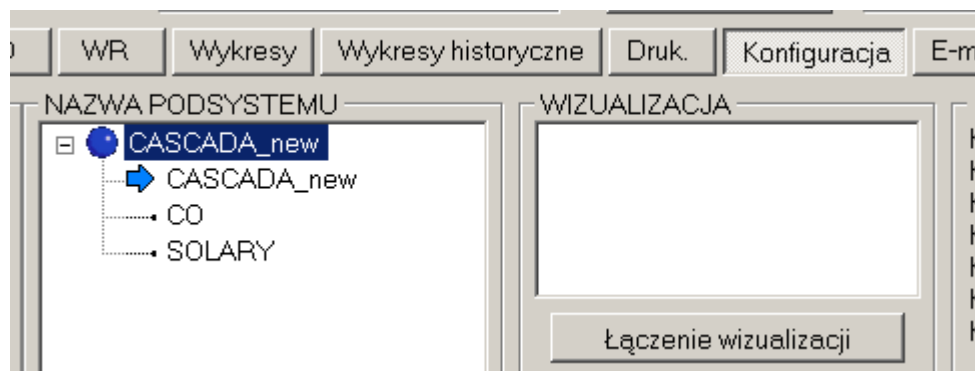 WR Wykresy Wykresy historyczne Druk. Konfiguracja E-m
NAZWA PODSYSTEMU WIZUALIZACJA
CASCADA_new
CASCADA_new
CO
SOLARY
Łączenie wizualizacji